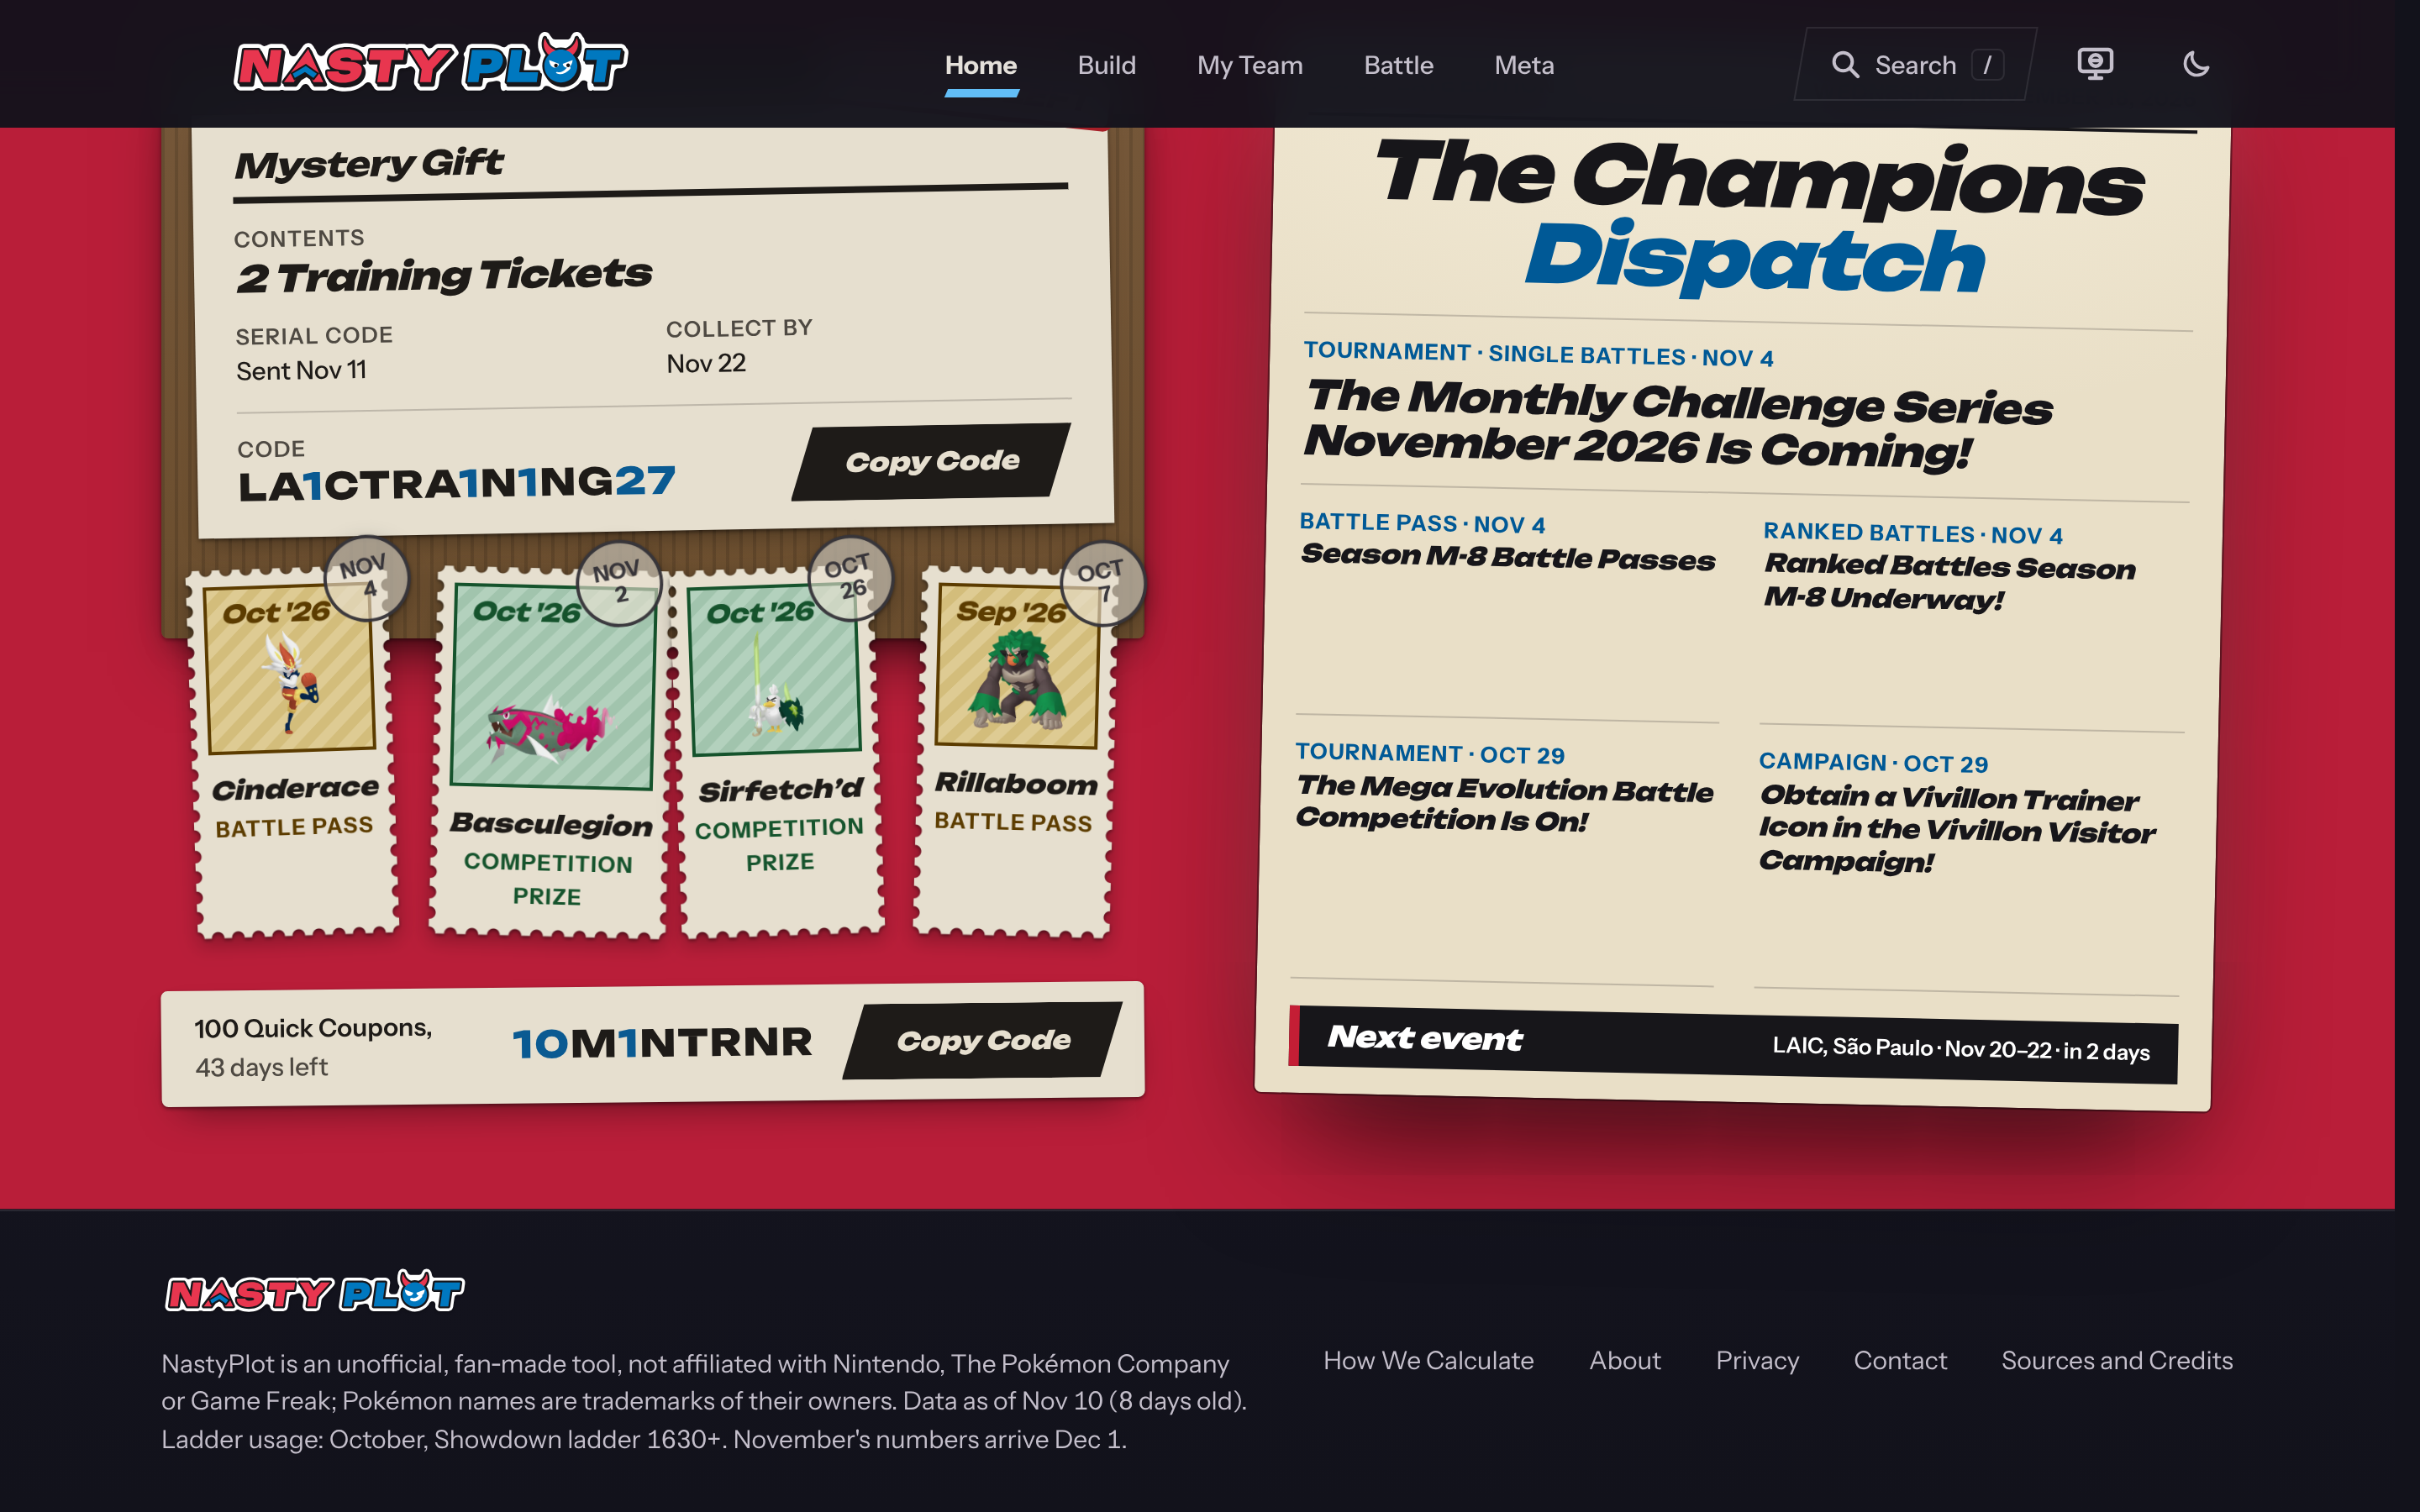 NASTY PLOT
Home
Build
My Team
Battle
Meta
Search /
Mystery Gift
CONTENTS
2 Training Tickets
SERIAL CODE
Sent Nov 11
COLLECT BY
Nov 22
CODE
LA1CTRA1N1NG27
Copy Code
NOV
4
Oct '26
Cinderace
BATTLE PASS
NOV
2
Oct '26
Basculegion
COMPETITION
PRIZE
OCT
26
Oct '26
Sirfetch’d
COMPETITION
PRIZE
OCT
7
Sep '26
Rillaboom
BATTLE PASS
100 Quick Coupons,
43 days left
10M1NTRNR
Copy Code
The Champions
Dispatch
TOURNAMENT · SINGLE BATTLES · NOV 4
The Monthly Challenge Series
November 2026 Is Coming!
BATTLE PASS · NOV 4
Season M-8 Battle Passes
RANKED BATTLES · NOV 4
Ranked Battles Season
M-8 Underway!
TOURNAMENT · OCT 29
The Mega Evolution Battle
Competition Is On!
CAMPAIGN · OCT 29
Obtain a Vivillon Trainer
Icon in the Vivillon Visitor
Campaign!
Next event
LAIC, São Paulo · Nov 20–22 · in 2 days
NASTY PLOT
NastyPlot is an unofficial, fan-made tool, not affiliated with Nintendo, The Pokémon Company
or Game Freak; Pokémon names are trademarks of their owners. Data as of Nov 10 (8 days old).
Ladder usage: October, Showdown ladder 1630+. November's numbers arrive Dec 1.
How We Calculate
About
Privacy
Contact
Sources and Credits